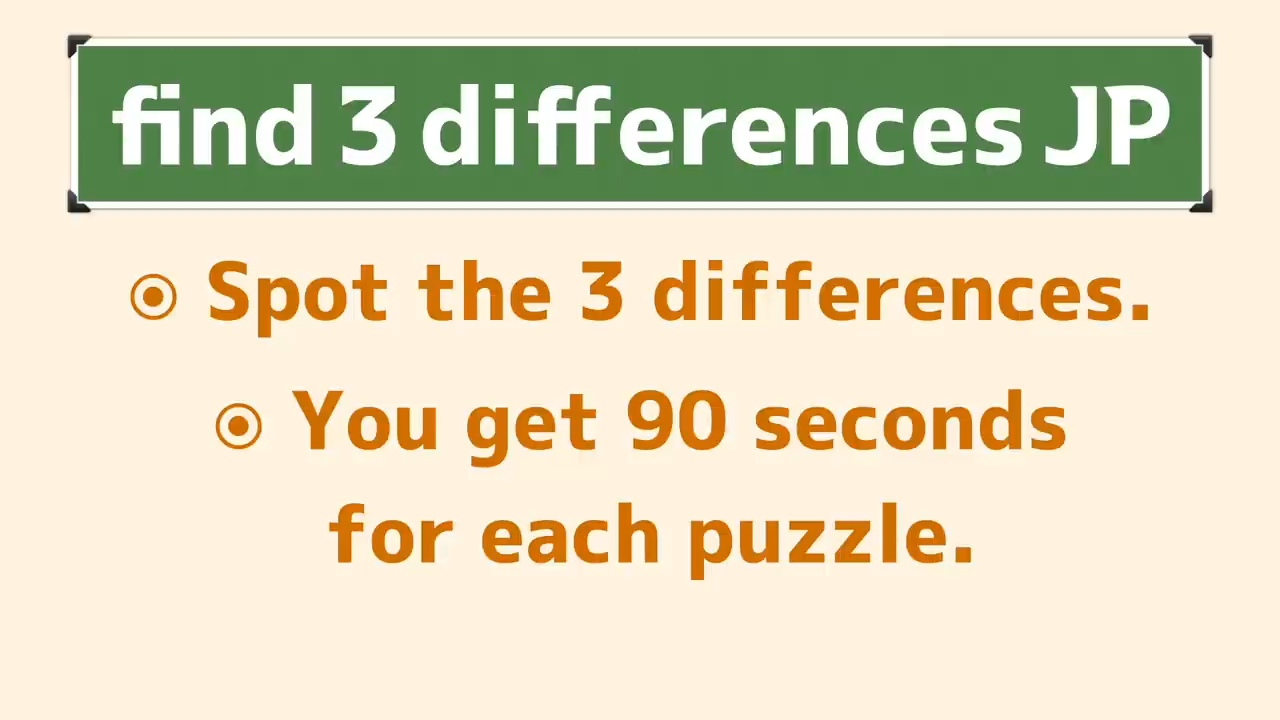 find 3 differences JP
◉ Spot the 3 differences.
◉ You get 90 seconds
for each puzzle.